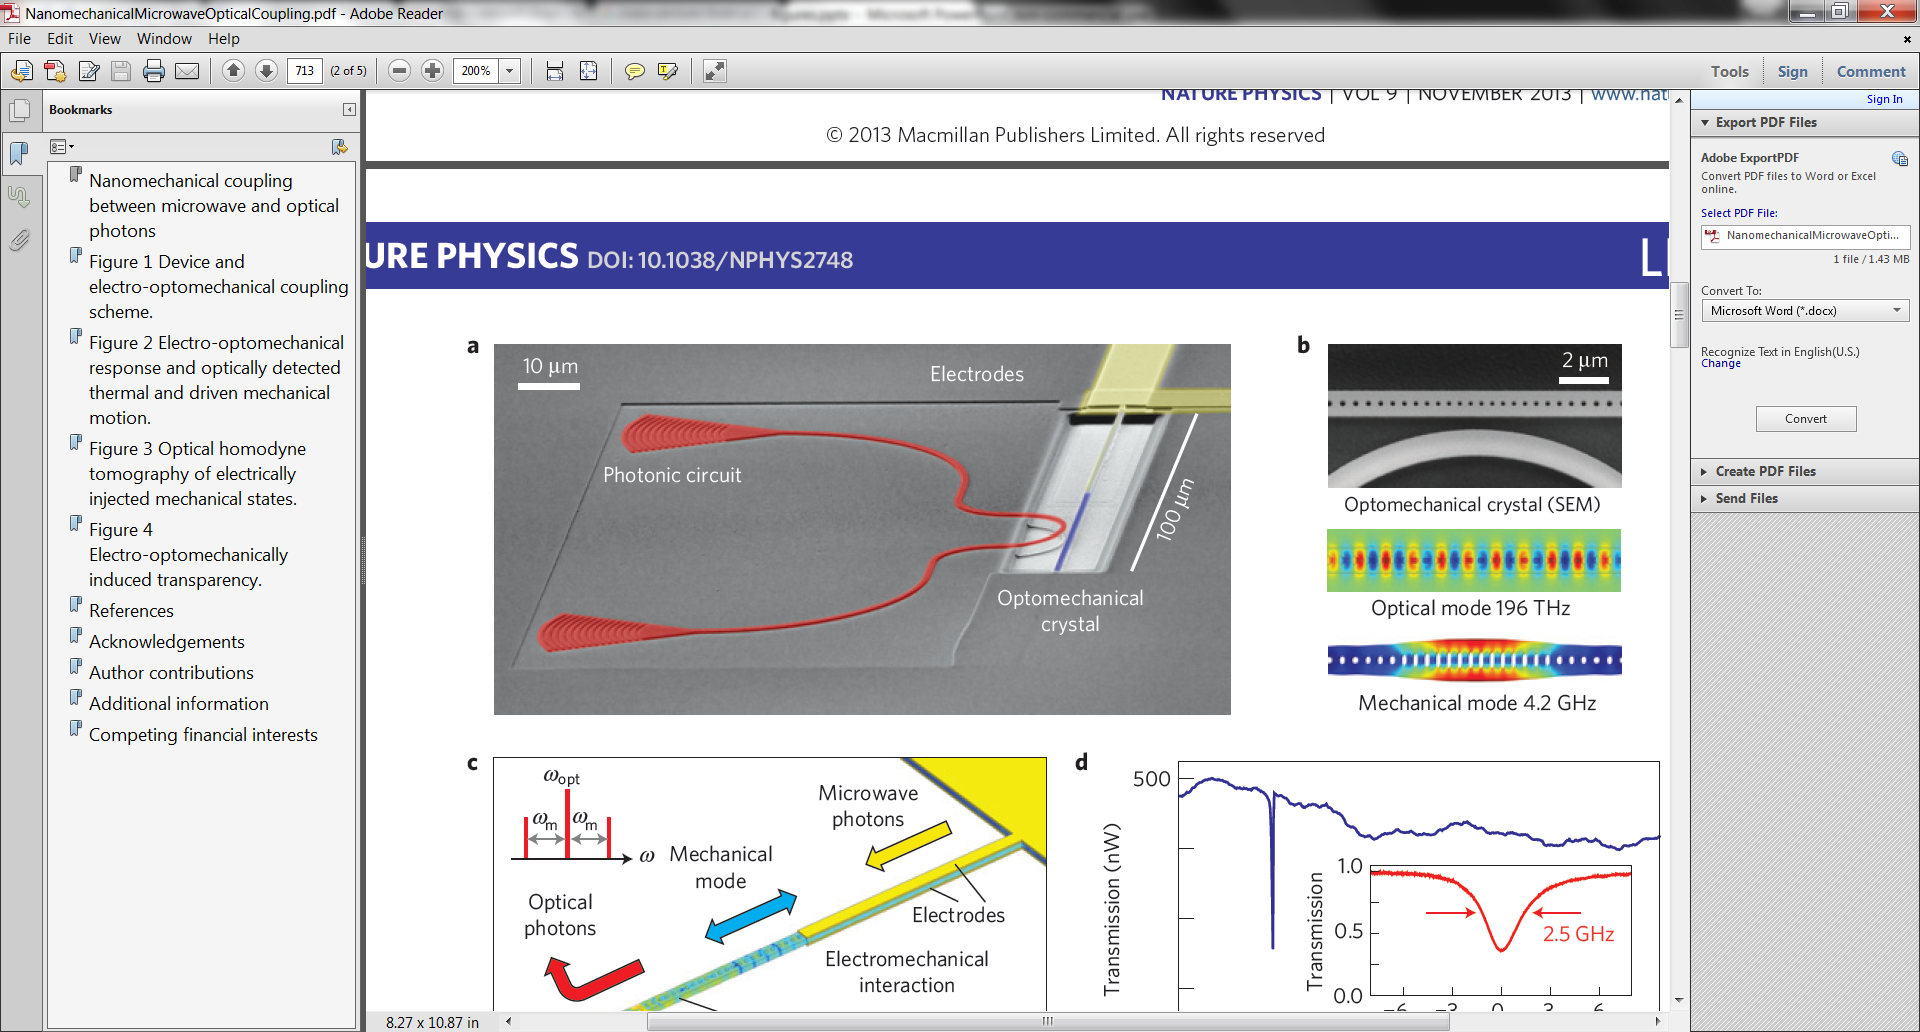 NanomechanicalMicrowaveOpticalCoupling.pdf - Adobe Reader
File Edit View Window Help
713 (2 of 5) 200% Tools Sign Comment
Bookmarks
Nanomechanical coupling
between microwave and optical
photons
Figure 1 Device and
electro-optomechanical coupling
scheme.
Figure 2 Electro-optomechanical
response and optically detected
thermal and driven mechanical
motion.
Figure 3 Optical homodyne
tomography of electrically
injected mechanical states.
Figure 4
Electro-optomechanically
induced transparency.
References
Acknowledgements
Author contributions
Additional information
Competing financial interests
NATURE PHYSICS | VOL 9 | NOVEMBER 2013 | www.nat
© 2013 Macmillan Publishers Limited. All rights reserved
URE PHYSICS DOI: 10.1038/NPHYS2748
a
10 μm
Electrodes
Photonic circuit
100 μm
Optomechanical
crystal
b
2 μm
Optomechanical crystal (SEM)
Optical mode 196 THz
Mechanical mode 4.2 GHz
c
ωopt
ωm ωm
ω
Microwave
photons
Mechanical
mode
Optical
photons
Electrodes
Electromechanical
interaction
d
500
Transmission (nW)
1.0
0.5
0.0
Transmission
2.5 GHz
−6 −3 0 3 6
8.27 x 10.87 in
Sign In
Export PDF Files
Adobe ExportPDF
Convert PDF files to Word or Excel
online.
Select PDF File:
NanomechanicalMicrowaveOpti...
1 file / 1.43 MB
Convert To:
Microsoft Word (*.docx)
Recognize Text in English(U.S.)
Change
Convert
Create PDF Files
Send Files